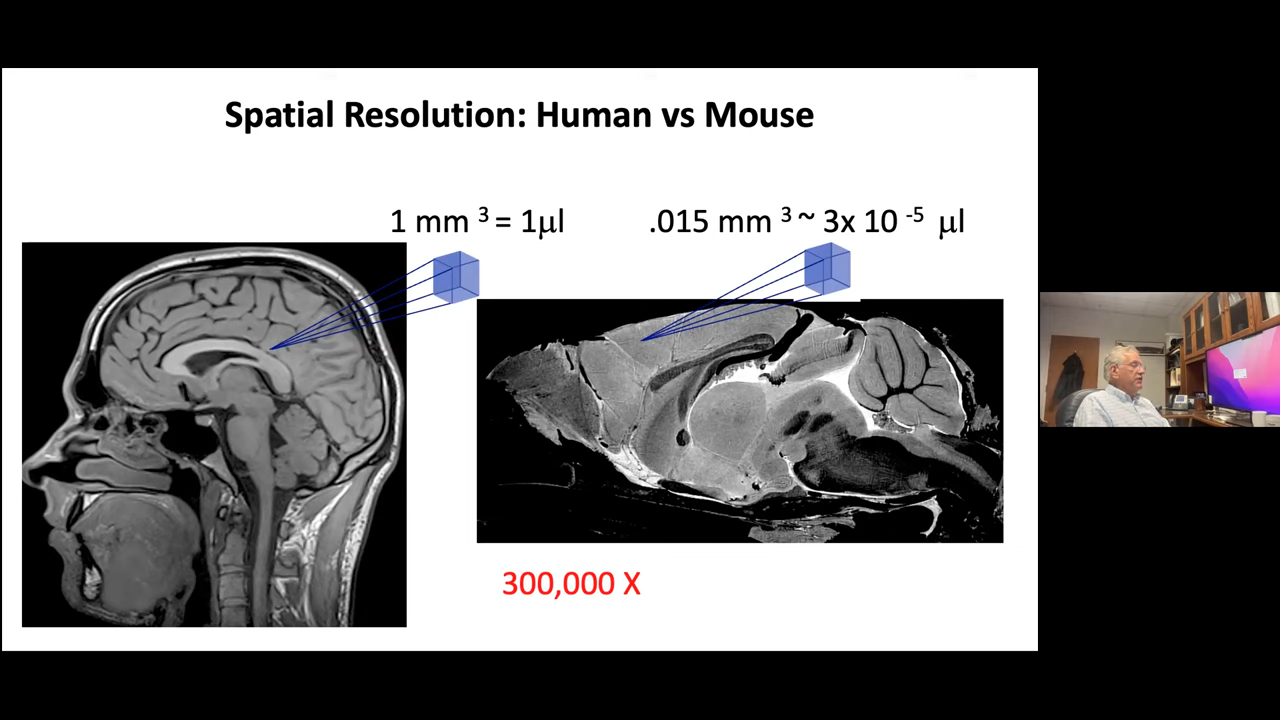 Spatial Resolution: Human vs Mouse
1 mm ³ = 1μl
.015 mm ³ ~ 3x 10 ⁻⁵ μl
300,000 X